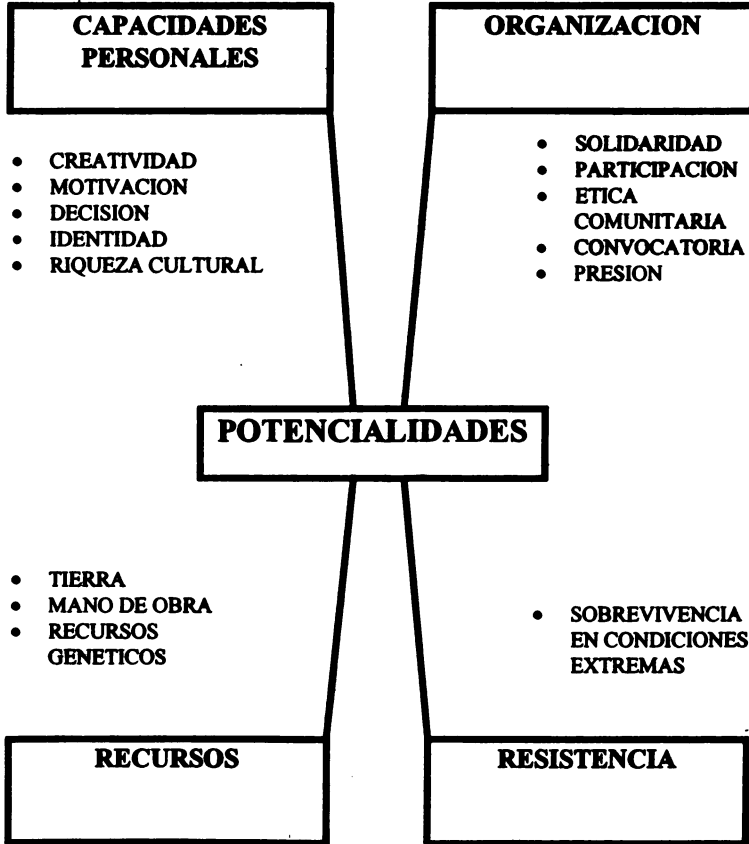 CAPACIDADES
PERSONALES
ORGANIZACION
• CREATIVIDAD
• MOTIVACION
• DECISION
• IDENTIDAD
• RIQUEZA CULTURAL
• SOLIDARIDAD
• PARTICIPACION
• ETICA
COMUNITARIA
• CONVOCATORIA
• PRESION
POTENCIALIDADES
• TIERRA
• MANO DE OBRA
• RECURSOS
GENETICOS
• SOBREVIVENCIA
EN CONDICIONES
EXTREMAS
RECURSOS
RESISTENCIA